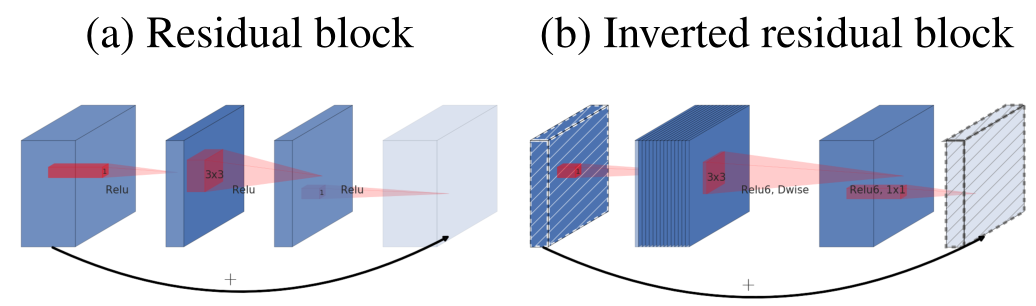 (a) Residual block
(b) Inverted residual block
1
Relu
3x3
Relu
1
Relu
+
1
3x3
Relu6, Dwise
Relu6, 1x1
+